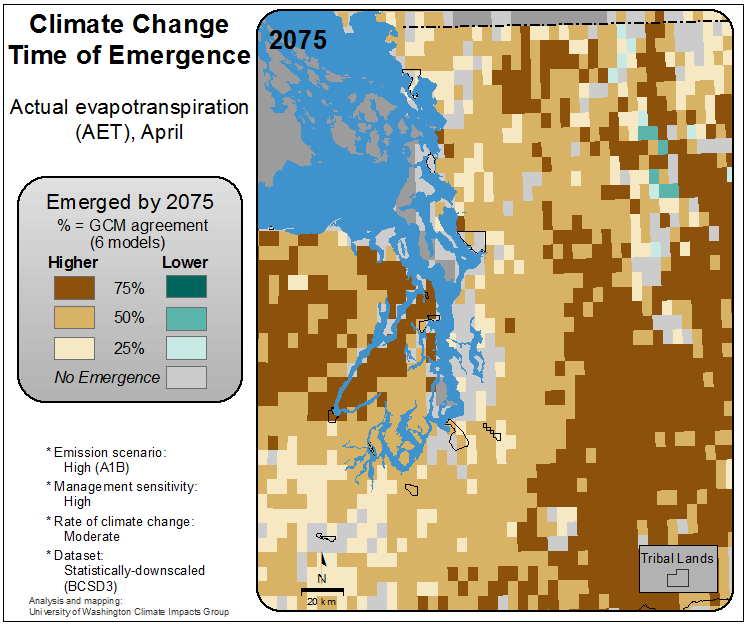 Climate Change
Time of Emergence
Actual evapotranspiration
(AET), April
Emerged by 2075
% = GCM agreement
(6 models)
Higher Lower
75%
50%
25%
No Emergence
* Emission scenario:
High (A1B)
* Management sensitivity:
High
* Rate of climate change:
Moderate
* Dataset:
Statistically-downscaled
(BCSD3)
Analysis and mapping:
University of Washington Climate Impacts Group
2075
Tribal Lands
N
20 km